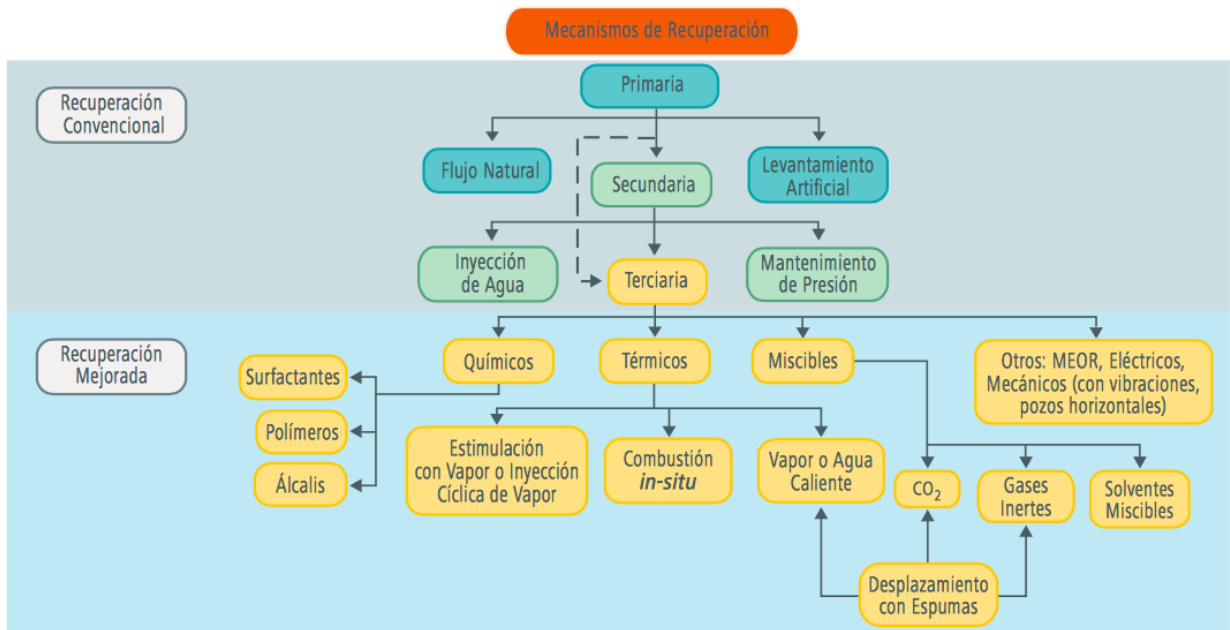 Mecanismos de Recuperación
Recuperación
Convencional
Primaria
Flujo Natural
Secundaria
Levantamiento
Artificial
Inyección
de Agua
Terciaria
Mantenimiento
de Presión
Recuperación
Mejorada
Químicos
Térmicos
Miscibles
Otros: MEOR, Eléctricos,
Mecánicos (con vibraciones,
pozos horizontales)
Surfactantes
Polímeros
Álcalis
Estimulación
con Vapor o Inyección
Cíclica de Vapor
Combustión
in-situ
Vapor o Agua
Caliente
CO₂
Gases
Inertes
Solventes
Miscibles
Desplazamiento
con Espumas